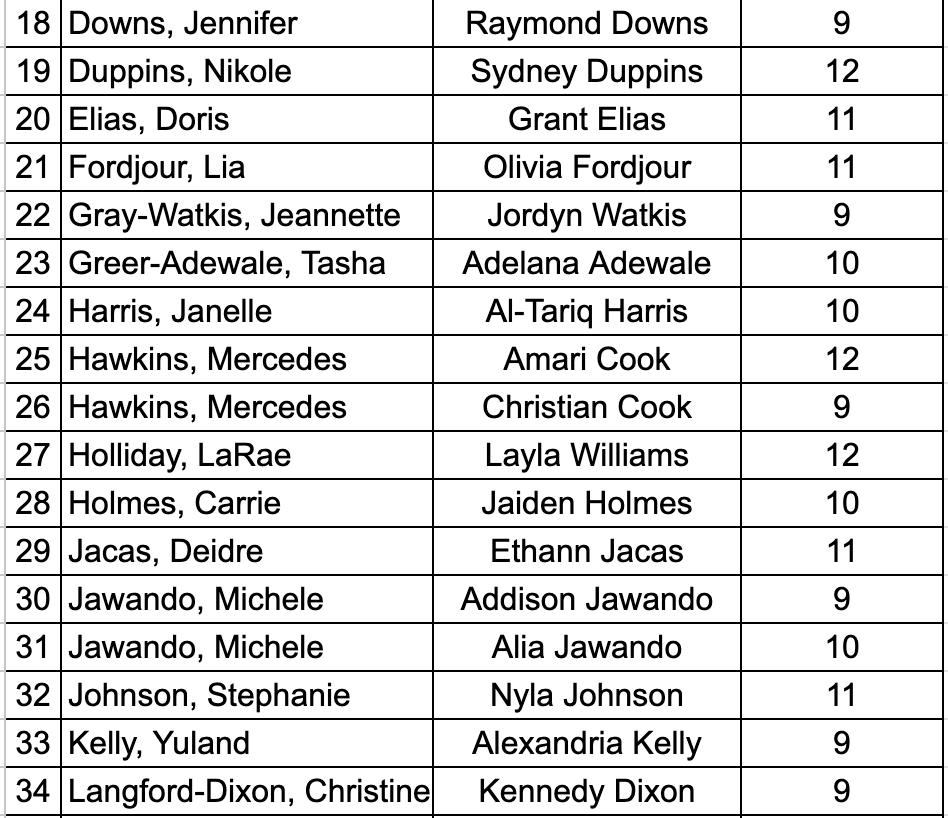 18 Downs, Jennifer Raymond Downs 9
19 Duppins, Nikole Sydney Duppins 12
20 Elias, Doris Grant Elias 11
21 Fordjour, Lia Olivia Fordjour 11
22 Gray-Watkis, Jeannette Jordyn Watkis 9
23 Greer-Adewale, Tasha Adelana Adewale 10
24 Harris, Janelle Al-Tariq Harris 10
25 Hawkins, Mercedes Amari Cook 12
26 Hawkins, Mercedes Christian Cook 9
27 Holliday, LaRae Layla Williams 12
28 Holmes, Carrie Jaiden Holmes 10
29 Jacas, Deidre Ethann Jacas 11
30 Jawando, Michele Addison Jawando 9
31 Jawando, Michele Alia Jawando 10
32 Johnson, Stephanie Nyla Johnson 11
33 Kelly, Yuland Alexandria Kelly 9
34 Langford-Dixon, Christine Kennedy Dixon 9